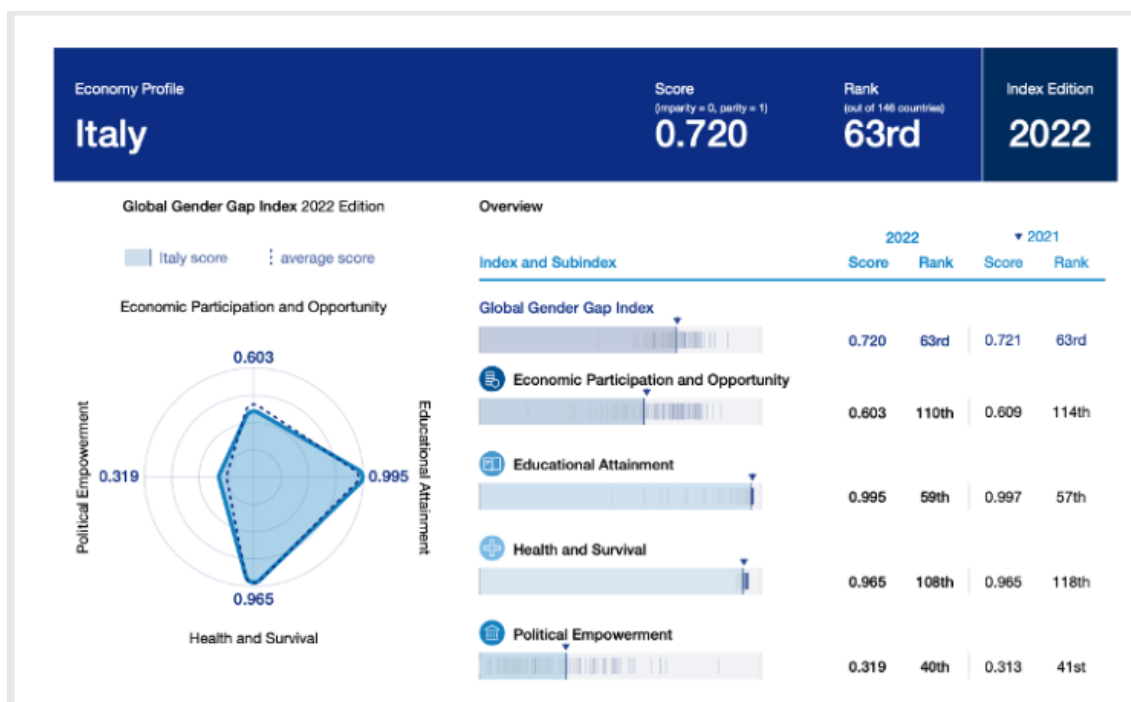 Economy Profile
Italy
Score
(imparity = 0, parity = 1)
0.720
Rank
(out of 146 countries)
63rd
Index Edition
2022
Global Gender Gap Index 2022 Edition
Italy score
average score
Economic Participation and Opportunity
0.603
Political Empowerment
0.319
0.995
Educational Attainment
0.965
Health and Survival
Overview
2022 2021
Index and Subindex Score Rank Score Rank
Global Gender Gap Index
0.720 63rd 0.721 63rd
Economic Participation and Opportunity
0.603 110th 0.609 114th
Educational Attainment
0.995 59th 0.997 57th
Health and Survival
0.965 108th 0.965 118th
Political Empowerment
0.319 40th 0.313 41st